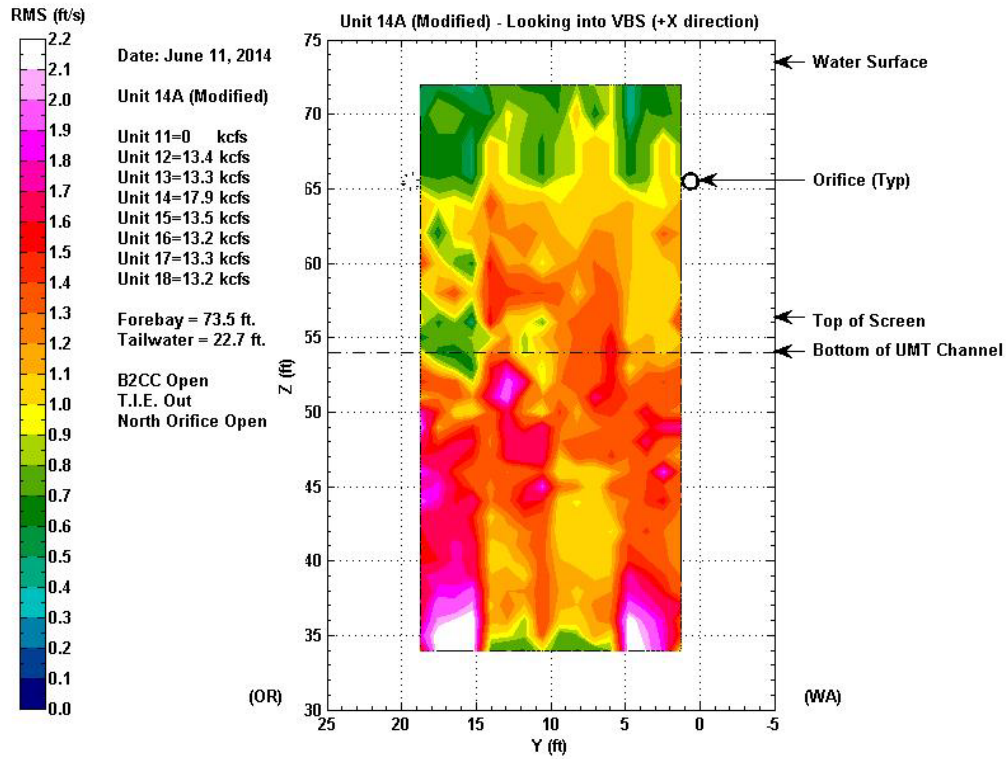 RMS (ft/s)
2.2
2.1
2.0
1.9
1.8
1.7
1.6
1.5
1.4
1.3
1.2
1.1
1.0
0.9
0.8
0.7
0.6
0.5
0.4
0.3
0.2
0.1
0.0
Date: June 11, 2014
Unit 14A (Modified)
Unit 11=0 kcfs
Unit 12=13.4 kcfs
Unit 13=13.3 kcfs
Unit 14=17.9 kcfs
Unit 15=13.5 kcfs
Unit 16=13.2 kcfs
Unit 17=13.3 kcfs
Unit 18=13.2 kcfs
Forebay = 73.5 ft.
Tailwater = 22.7 ft.
B2CC Open
T.I.E. Out
North Orifice Open
Unit 14A (Modified) - Looking into VBS (+X direction)
75
70
65
60
55
50
45
40
35
30
Z (ft)
25 20 15 10 5 0 -5
Y (ft)
(OR)
(WA)
Water Surface
Orifice (Typ)
Top of Screen
Bottom of UMT Channel